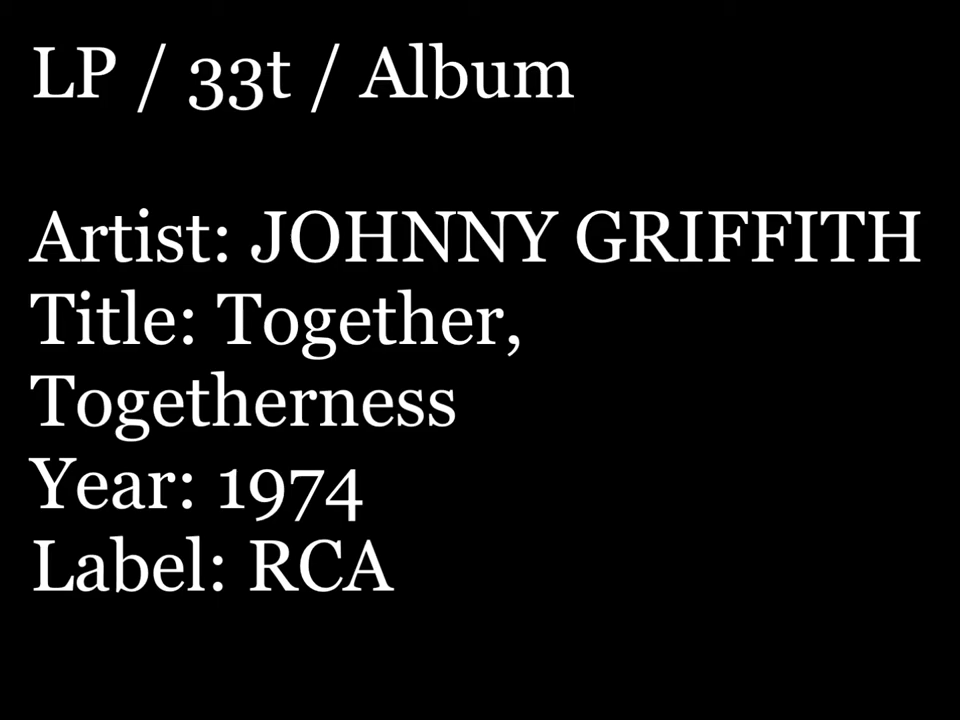 LP / 33t / Album
Artist: JOHNNY GRIFFITH
Title: Together,
Togetherness
Year: 1974
Label: RCA